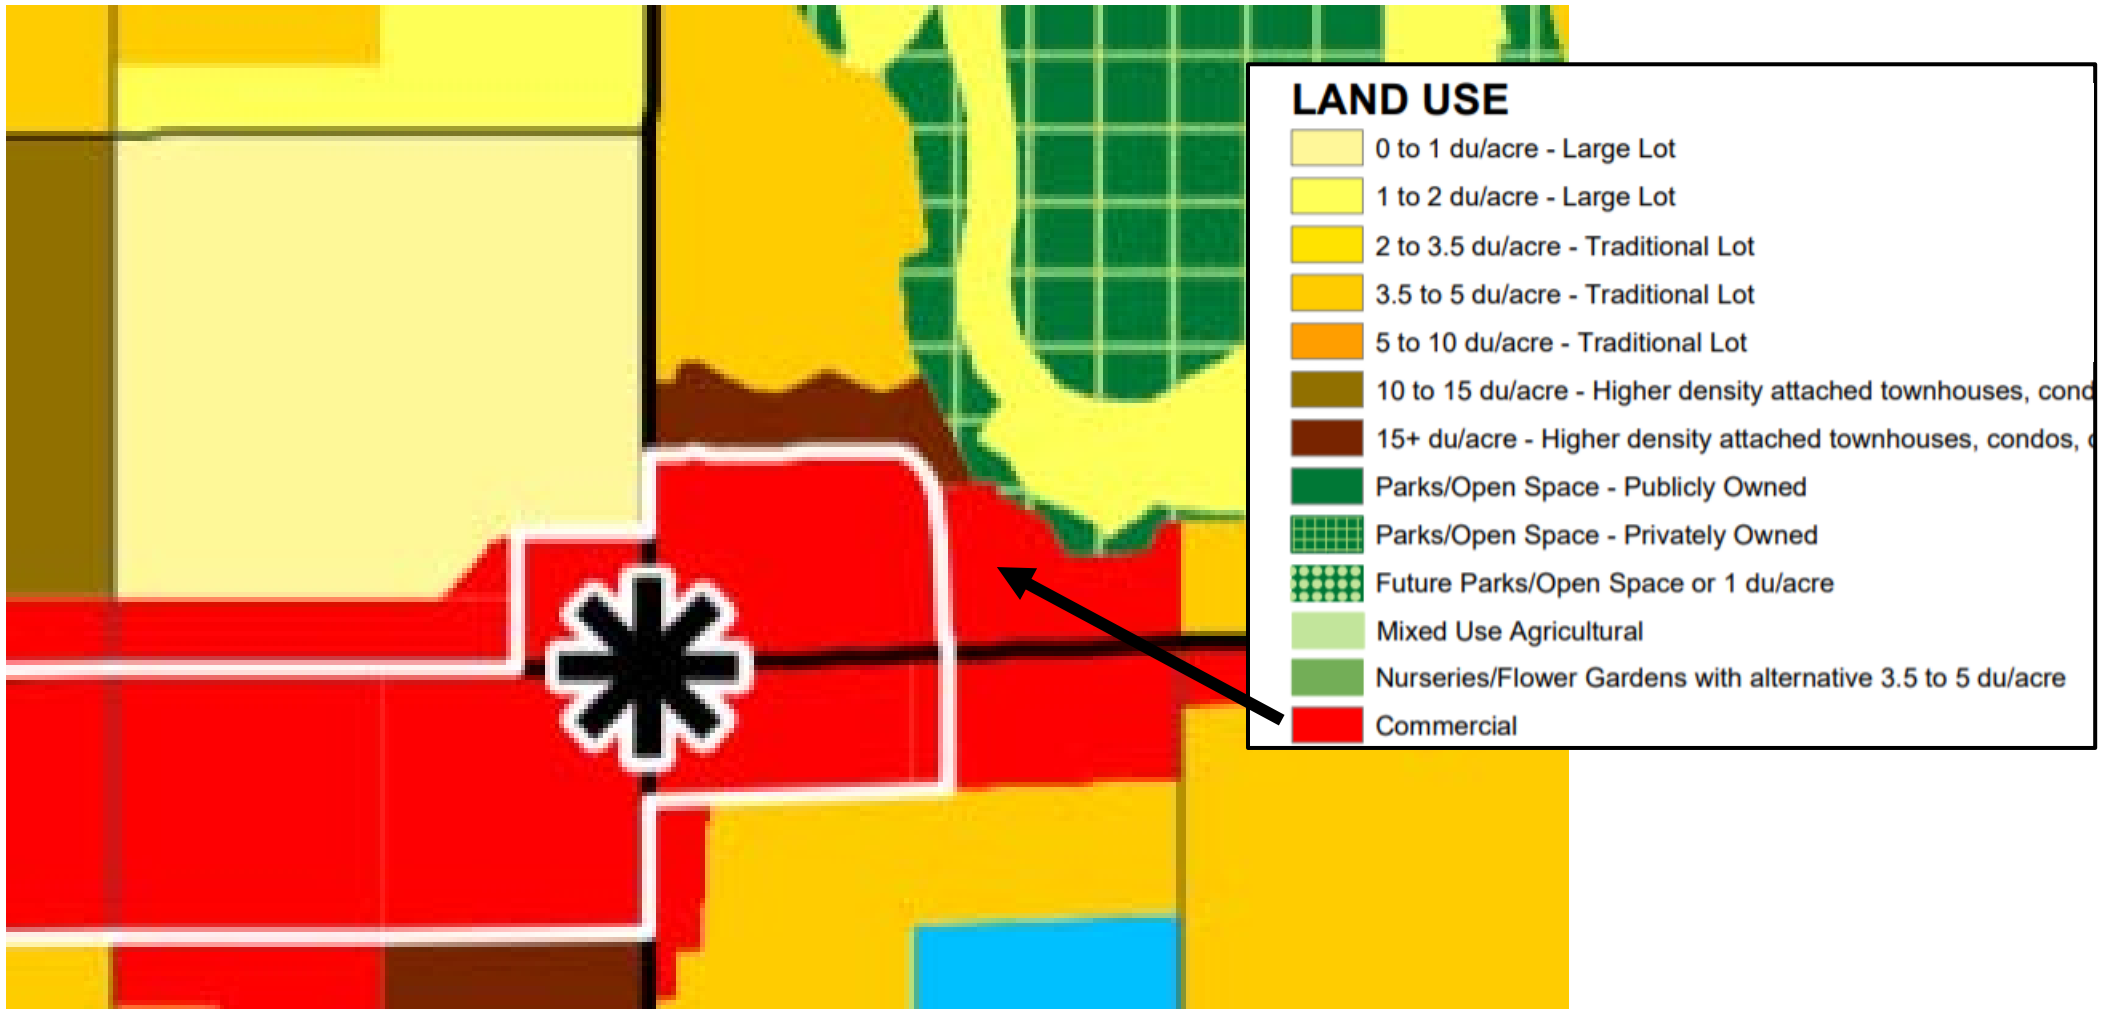 LAND USE
0 to 1 du/acre - Large Lot
1 to 2 du/acre - Large Lot
2 to 3.5 du/acre - Traditional Lot
3.5 to 5 du/acre - Traditional Lot
5 to 10 du/acre - Traditional Lot
10 to 15 du/acre - Higher density attached townhouses, cond
15+ du/acre - Higher density attached townhouses, condos,
Parks/Open Space - Publicly Owned
Parks/Open Space - Privately Owned
Future Parks/Open Space or 1 du/acre
Mixed Use Agricultural
Nurseries/Flower Gardens with alternative 3.5 to 5 du/acre
Commercial